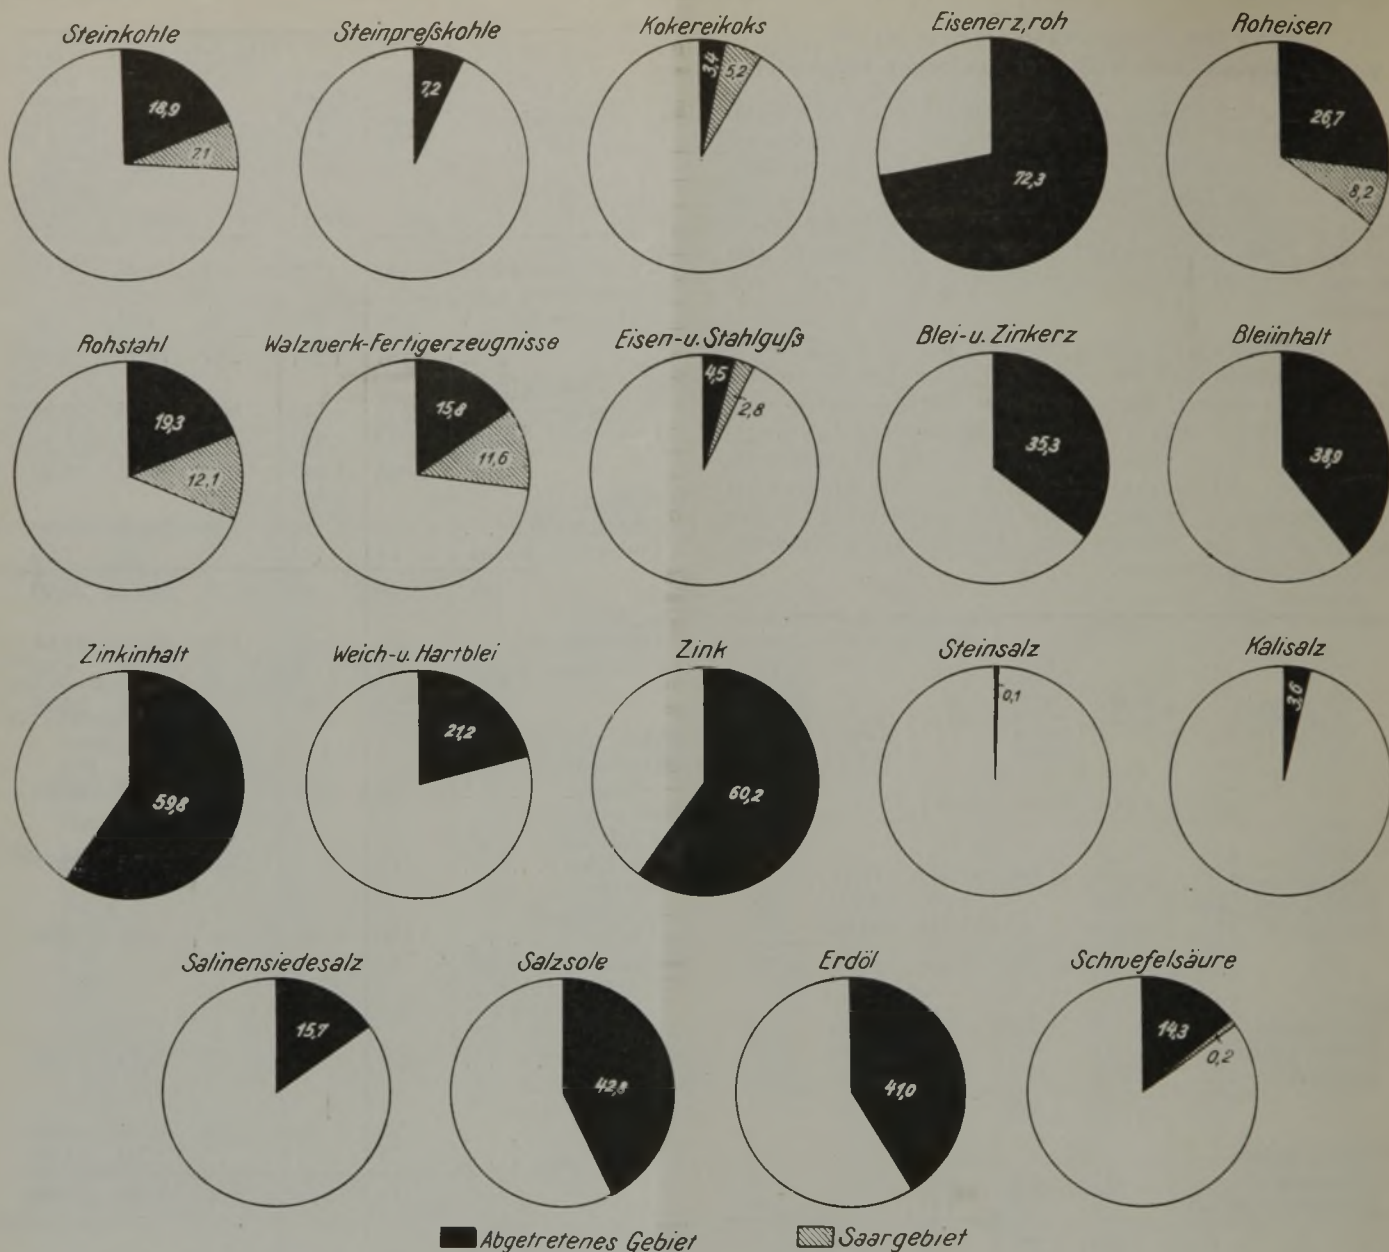 Steinkohle
18,9
7,1
Steinpreßkohle
7,2
Kokereikoks
3,4
5,2
Eisenerz, roh
72,3
Roheisen
26,7
8,2
Rohstahl
19,3
12,1
Walzwerk-Fertigerzeugnisse
15,8
11,6
Eisen-u. Stahlguß
4,5
2,8
Blei-u. Zinkerz
35,3
Bleiinhalt
38,9
Zinkinhalt
59,8
Weich-u. Hartblei
21,2
Zink
60,2
Steinsalz
0,1
Kalisalz
3,6
Salinensiedesalz
15,7
Salzsole
42,8
Erdöl
41,0
Schwefelsäure
14,3
0,2
Abgetretenes Gebiet
Saargebiet